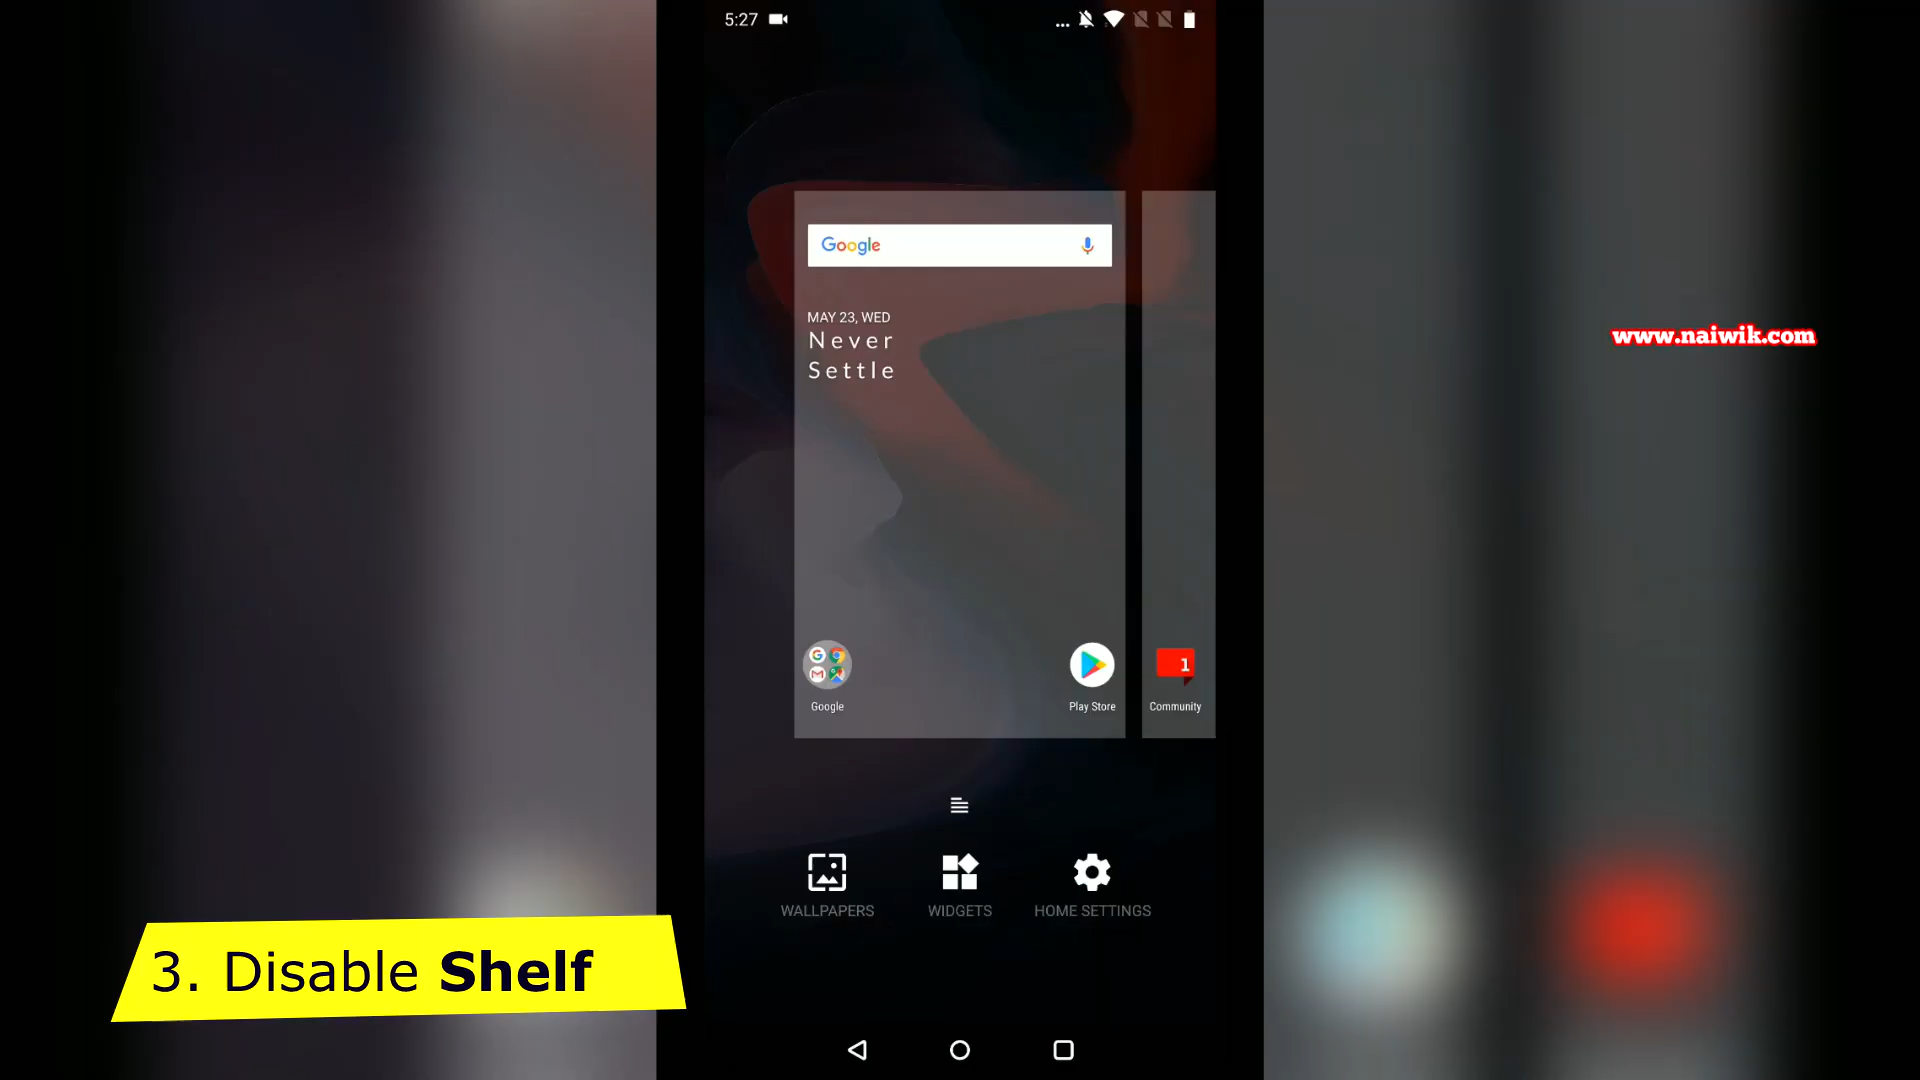 5:27
Google
MAY 23, WED
Never
Settle
1
Google
Play Store
Community
WALLPAPERS
WIDGETS
HOME SETTINGS
3. Disable Shelf
www.naiwik.com